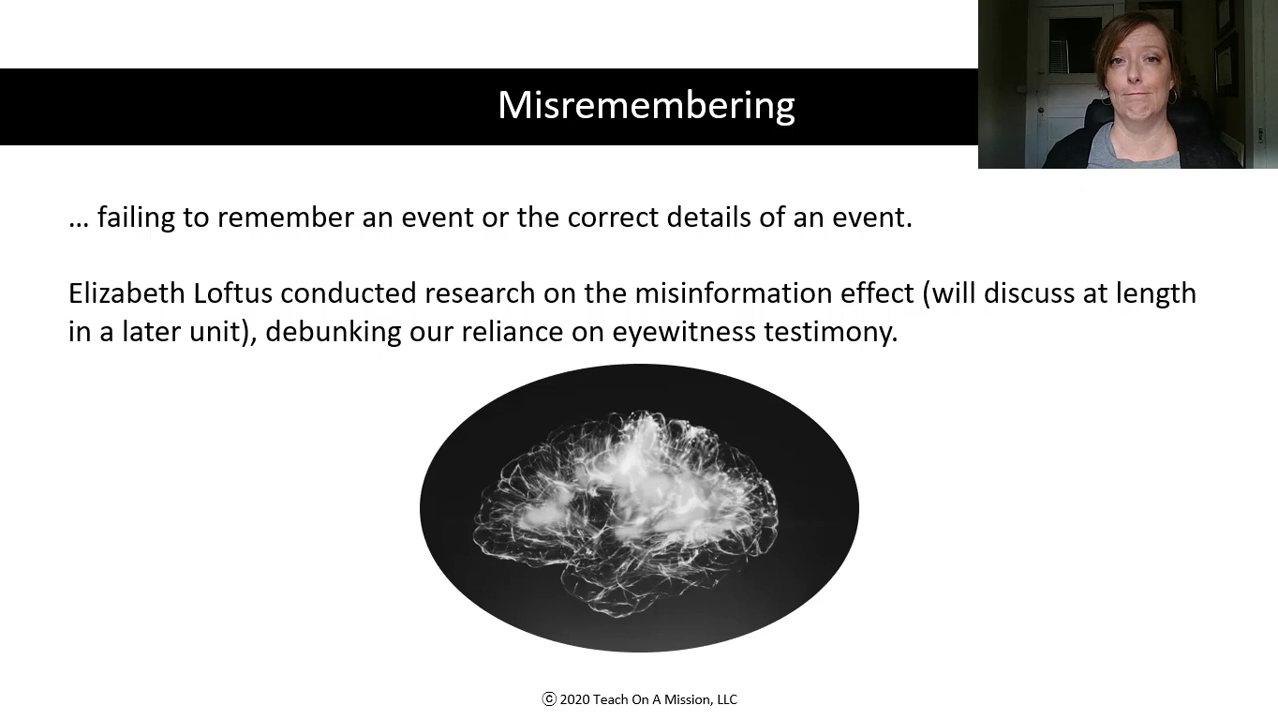 Misremembering
… failing to remember an event or the correct details of an event.
Elizabeth Loftus conducted research on the misinformation effect (will discuss at length
in a later unit), debunking our reliance on eyewitness testimony.
ⓒ 2020 Teach On A Mission, LLC